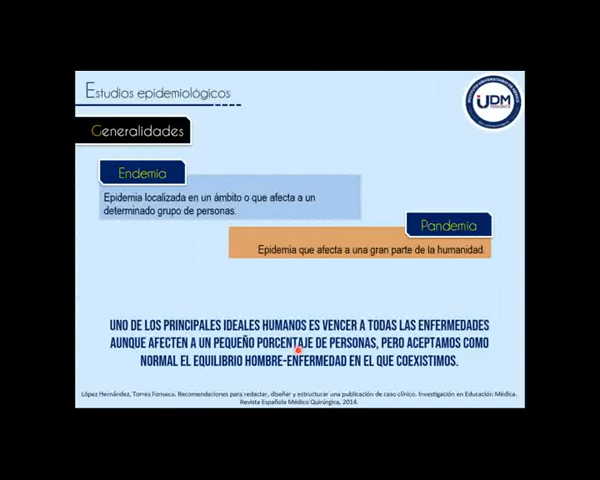 Estudios epidemiológicos
UDM
Generalidades
Endemia
Epidemia localizada en un ámbito o que afecta a un
determinado grupo de personas.
Pandemia
Epidemia que afecta a una gran parte de la humanidad.
UNO DE LOS PRINCIPALES IDEALES HUMANOS ES VENCER A TODAS LAS ENFERMEDADES
AUNQUE AFECTEN A UN PEQUEÑO PORCENTAJE DE PERSONAS, PERO ACEPTAMOS COMO
NORMAL EL EQUILIBRIO HOMBRE-ENFERMEDAD EN EL QUE COEXISTIMOS.
López Hernández, Torres Fonseca. Recomendaciones para redactar, diseñar y estructurar una publicación de caso clínico. Investigación en Educación Médica.
Revista Española Médico Quirúrgica, 2014.